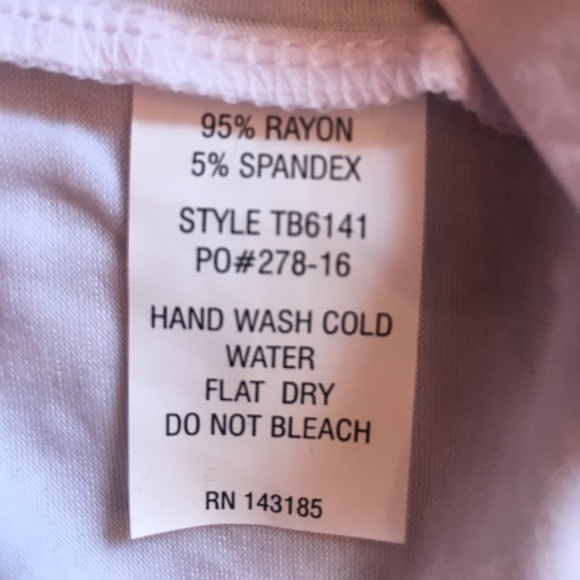 95% RAYON
5% SPANDEX
STYLE TB6141
PO#278-16
HAND WASH COLD
WATER
FLAT DRY
DO NOT BLEACH
RN 143185